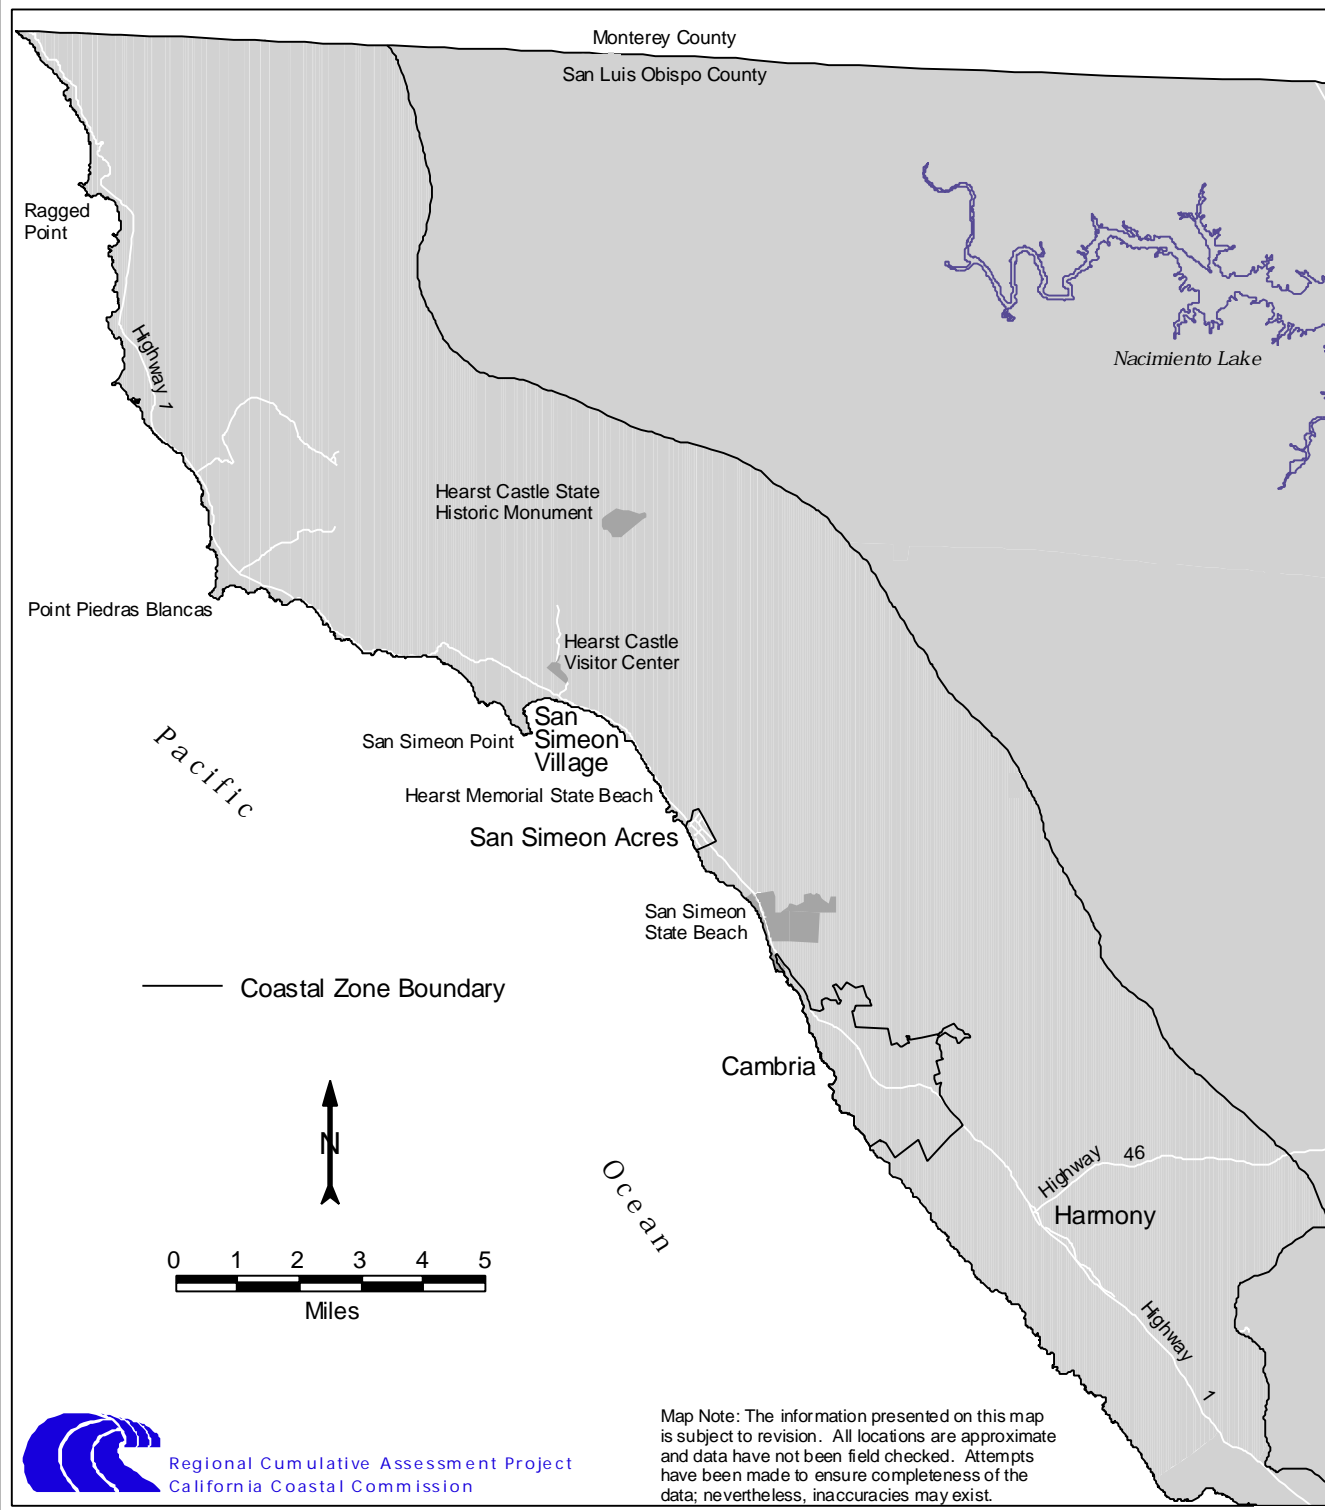 Monterey County
San Luis Obispo County
Ragged
Point
Highway 1
Nacimiento Lake
Hearst Castle State
Historic Monument
Point Piedras Blancas
Hearst Castle
Visitor Center
San
Simeon
Village
San Simeon Point
Pacific
Hearst Memorial State Beach
San Simeon Acres
San Simeon
State Beach
Coastal Zone Boundary
Cambria
N
Ocean
Highway 46
Harmony
0 1 2 3 4 5
Miles
Highway 1
Map Note: The information presented on this map
is subject to revision. All locations are approximate
and data have not been field checked. Attempts
have been made to ensure completeness of the
data; nevertheless, inaccuracies may exist.
Regional Cumulative Assessment Project
California Coastal Commission